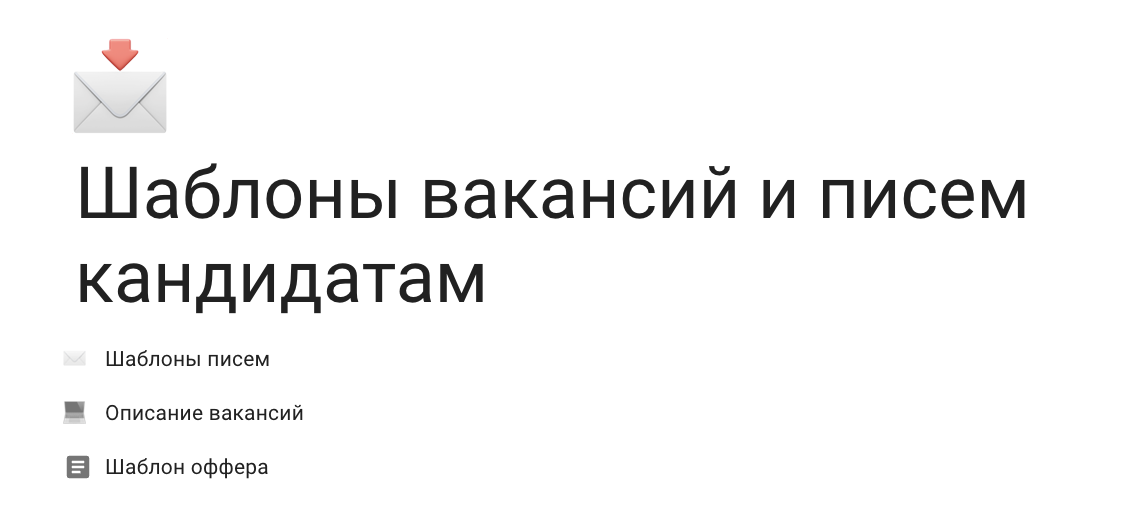 Шаблоны вакансий и писем
кандидатам
Шаблоны писем
Описание вакансий
Шаблон оффера